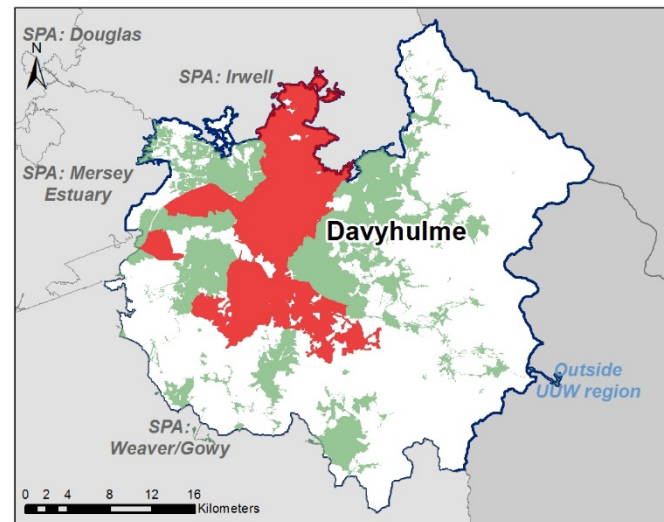 SPA: Douglas
N
SPA: Irwell
SPA: Mersey
Estuary
Davyhulme
Outside
UUW region
SPA:
Weaver/Gowy
0 2 4 8 12 16
Kilometers